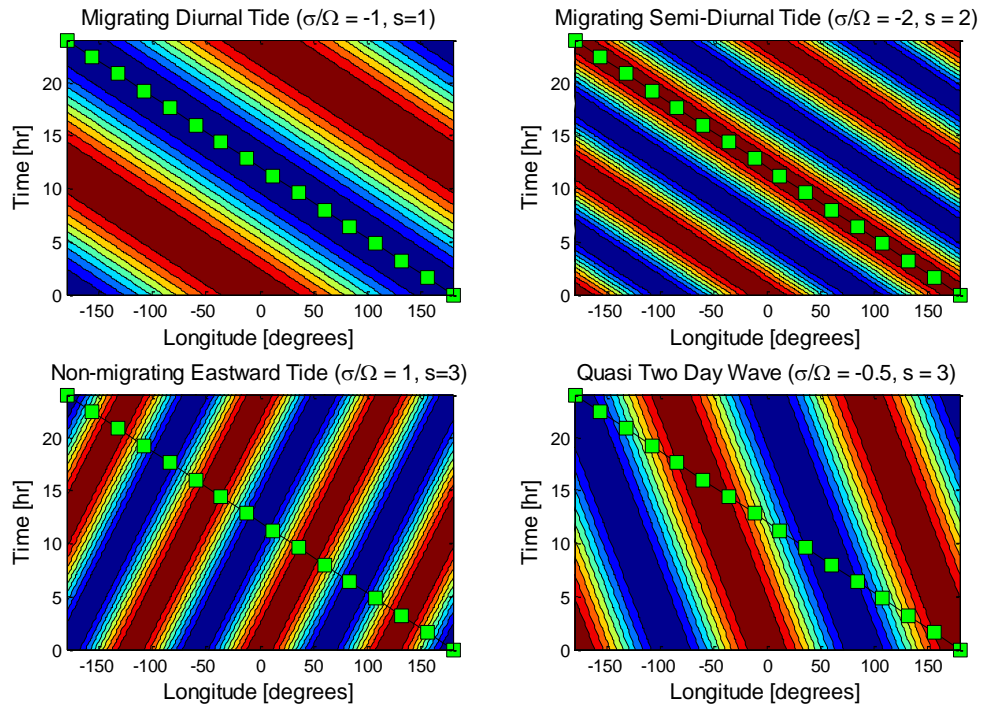 Migrating Diurnal Tide (σ/Ω = -1, s=1)
Time [hr]
20
15
10
5
0
-150 -100 -50 0 50 100 150
Longitude [degrees]
Migrating Semi-Diurnal Tide (σ/Ω = -2, s = 2)
Time [hr]
20
15
10
5
0
-150 -100 -50 0 50 100 150
Longitude [degrees]
Non-migrating Eastward Tide (σ/Ω = 1, s=3)
Time [hr]
20
15
10
5
0
-150 -100 -50 0 50 100 150
Longitude [degrees]
Quasi Two Day Wave (σ/Ω = -0.5, s = 3)
Time [hr]
20
15
10
5
0
-150 -100 -50 0 50 100 150
Longitude [degrees]